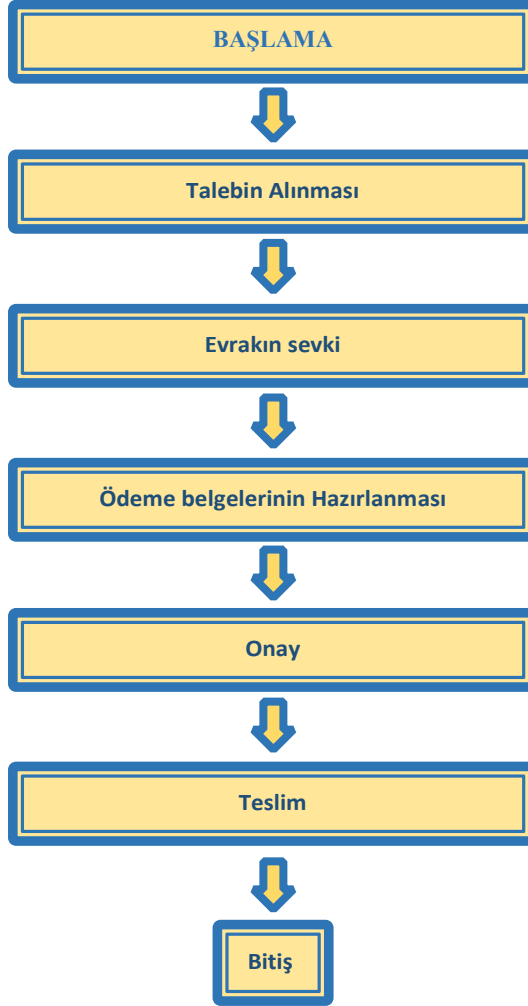 BAŞLAMA
Talebin Alınması
Evrakın sevki
Ödeme belgelerinin Hazırlanması
Onay
Teslim
Bitiş